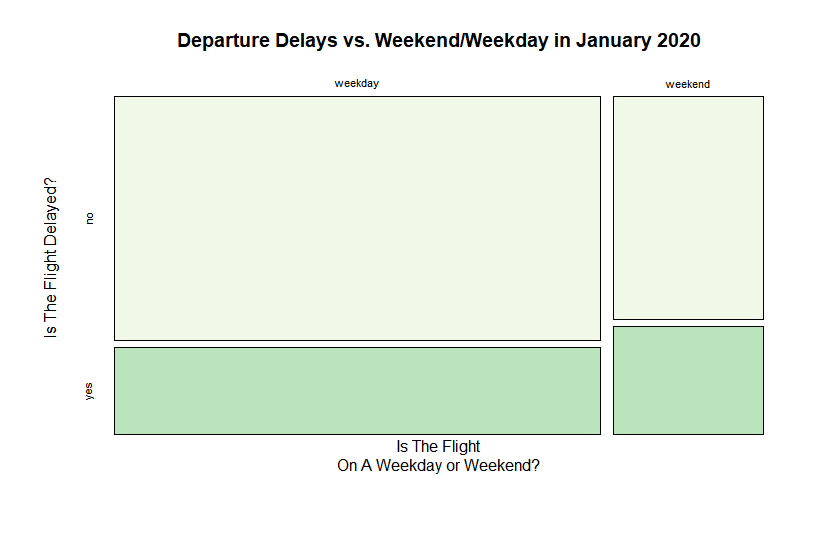 Departure Delays vs. Weekend/Weekday in January 2020
weekday
weekend
Is The Flight Delayed?
no
yes
Is The Flight
On A Weekday or Weekend?